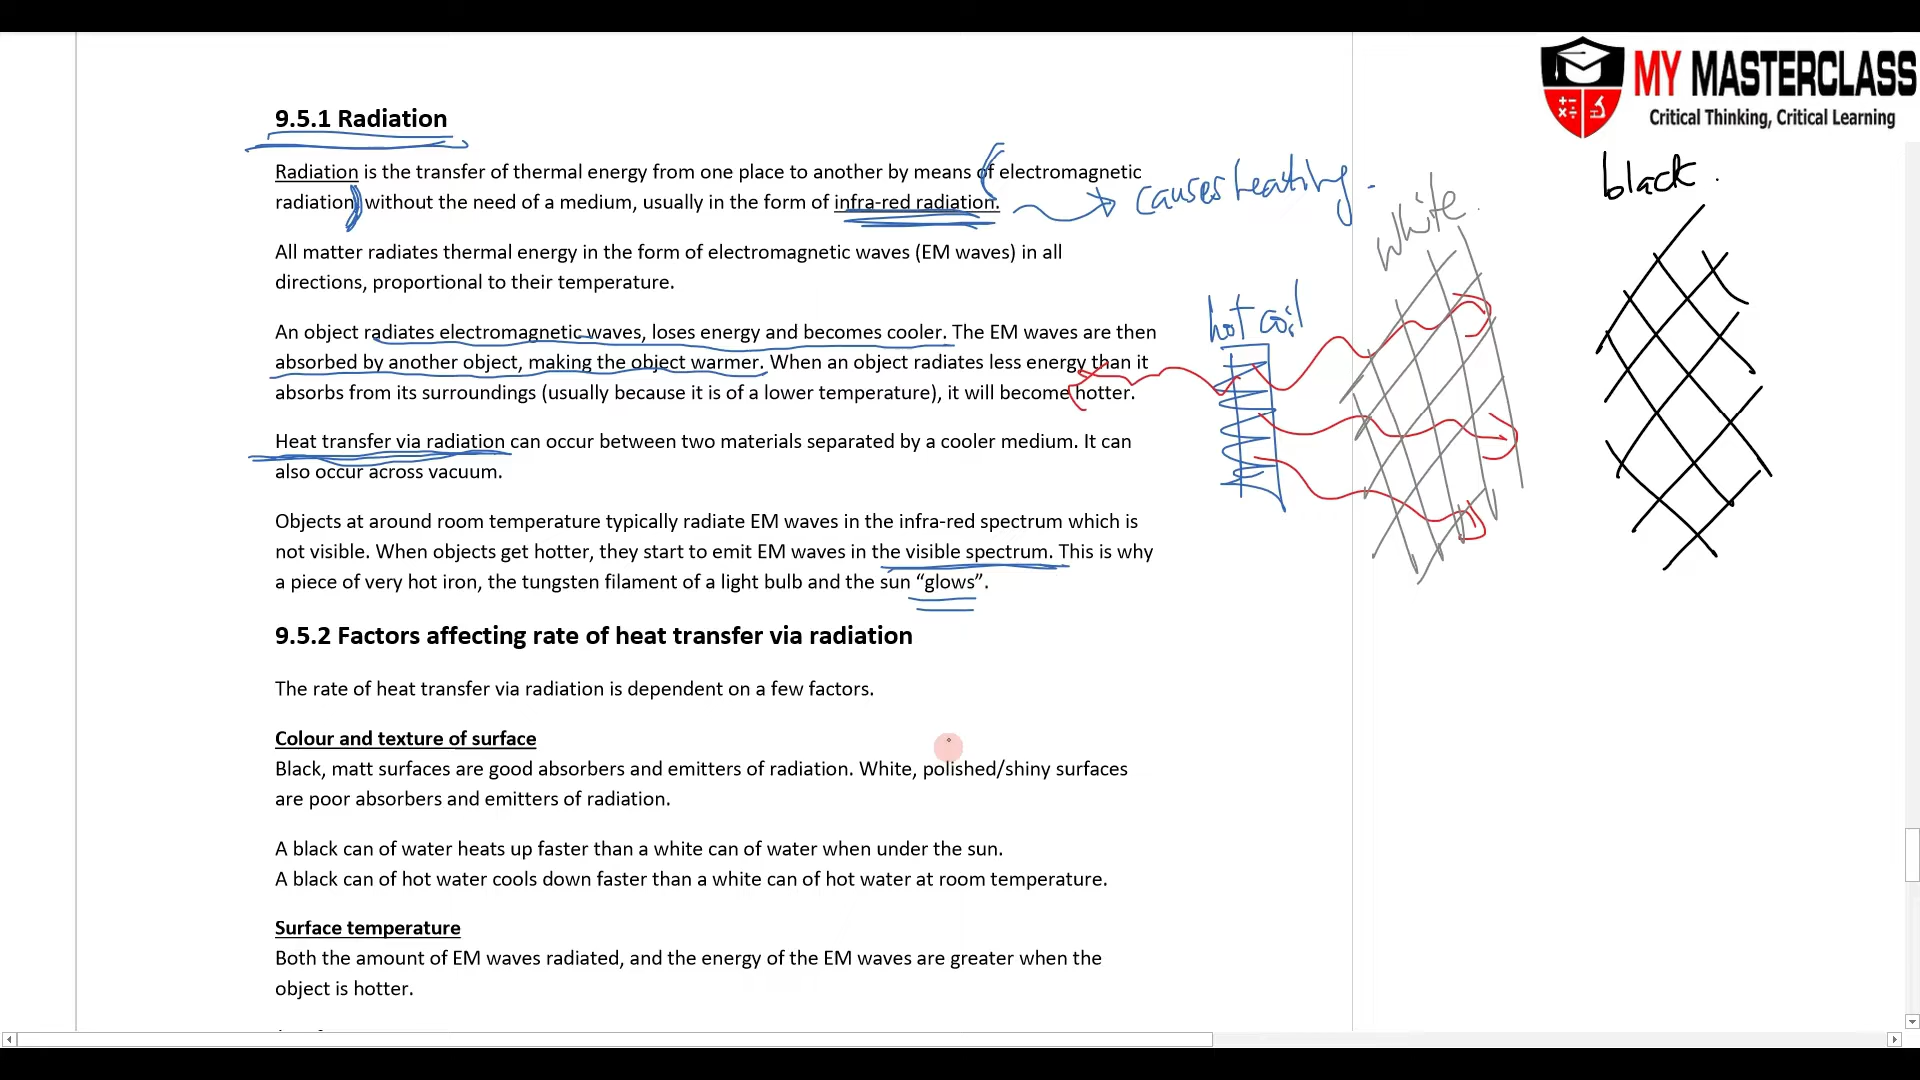 MY MASTERCLASS
Critical Thinking, Critical Learning
9.5.1 Radiation
Radiation is the transfer of thermal energy from one place to another by means of electromagnetic
radiation, without the need of a medium, usually in the form of infra-red radiation.
causes heating.
white.
black.
All matter radiates thermal energy in the form of electromagnetic waves (EM waves) in all
directions, proportional to their temperature.
hot coil
An object radiates electromagnetic waves, loses energy and becomes cooler. The EM waves are then
absorbed by another object, making the object warmer. When an object radiates less energy than it
absorbs from its surroundings (usually because it is of a lower temperature), it will become hotter.
Heat transfer via radiation can occur between two materials separated by a cooler medium. It can
also occur across vacuum.
Objects at around room temperature typically radiate EM waves in the infra-red spectrum which is
not visible. When objects get hotter, they start to emit EM waves in the visible spectrum. This is why
a piece of very hot iron, the tungsten filament of a light bulb and the sun “glows”.
9.5.2 Factors affecting rate of heat transfer via radiation
The rate of heat transfer via radiation is dependent on a few factors.
Colour and texture of surface
Black, matt surfaces are good absorbers and emitters of radiation. White, polished/shiny surfaces
are poor absorbers and emitters of radiation.
A black can of water heats up faster than a white can of water when under the sun.
A black can of hot water cools down faster than a white can of hot water at room temperature.
Surface temperature
Both the amount of EM waves radiated, and the energy of the EM waves are greater when the
object is hotter.